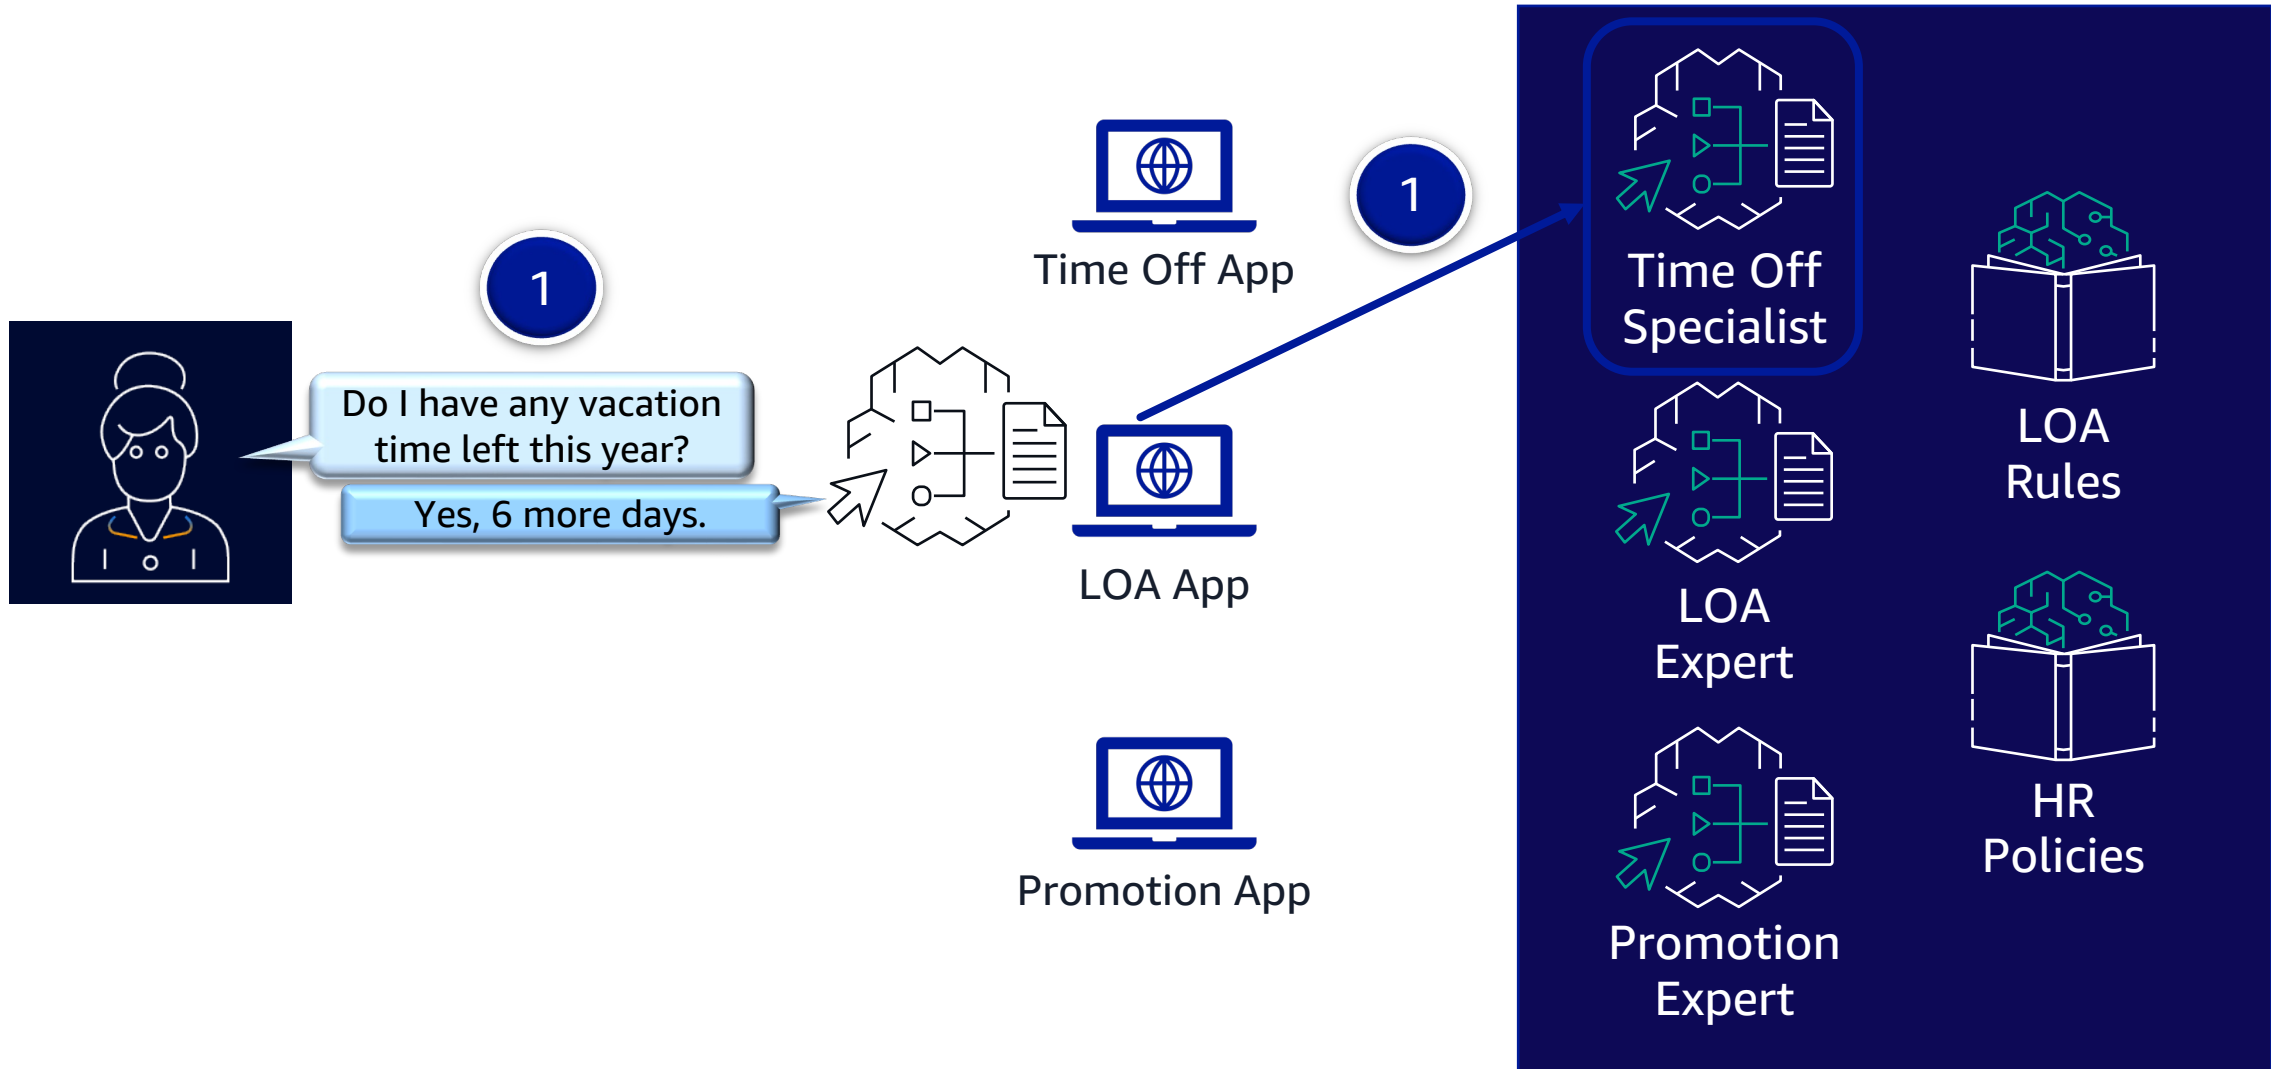 1
Do I have any vacation
time left this year?
Yes, 6 more days.
Time Off App
LOA App
Promotion App
1
Time Off
Specialist
LOA
Expert
Promotion
Expert
LOA
Rules
HR
Policies